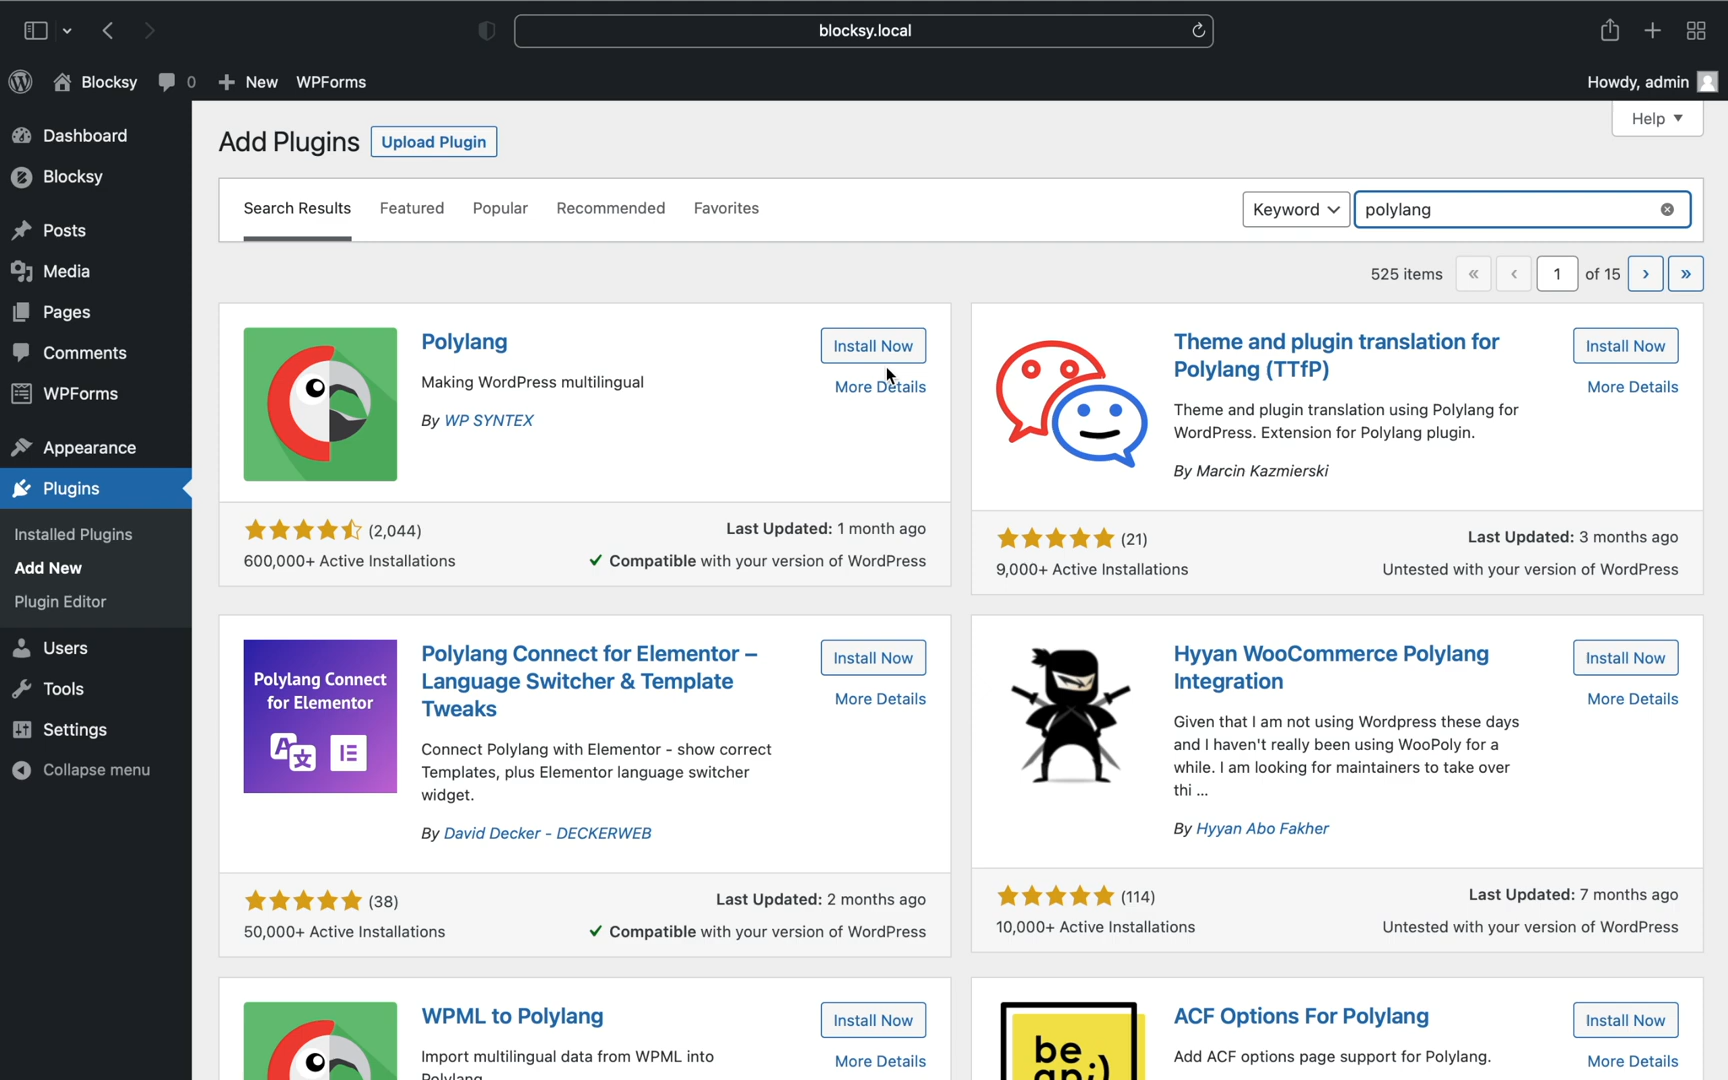 blocksy.local
Blocksy 0 New WPForms Howdy, admin
Dashboard
Blocksy
Posts
Media
Pages
Comments
WPForms
Appearance
Plugins
Installed Plugins
Add New
Plugin Editor
Users
Tools
Settings
Collapse menu
Add Plugins Upload Plugin
Help
Search Results Featured Popular Recommended Favorites
Keyword polylang
525 items « ‹ 1 of 15 › »
Polylang
Install Now
More Details
Making WordPress multilingual
By WP SYNTEX
(2,044)
600,000+ Active Installations
Last Updated: 1 month ago
Compatible with your version of WordPress
Theme and plugin translation for
Polylang (TTfP)
Install Now
More Details
Theme and plugin translation using Polylang for
WordPress. Extension for Polylang plugin.
By Marcin Kazmierski
(21)
9,000+ Active Installations
Last Updated: 3 months ago
Untested with your version of WordPress
Polylang Connect
for Elementor
Polylang Connect for Elementor –
Language Switcher & Template
Tweaks
Install Now
More Details
Connect Polylang with Elementor - show correct
Templates, plus Elementor language switcher
widget.
By David Decker - DECKERWEB
(38)
50,000+ Active Installations
Last Updated: 2 months ago
Compatible with your version of WordPress
Hyyan WooCommerce Polylang
Integration
Install Now
More Details
Given that I am not using Wordpress these days
and I haven't really been using WooPoly for a
while. I am looking for maintainers to take over
thi ...
By Hyyan Abo Fakher
(114)
10,000+ Active Installations
Last Updated: 7 months ago
Untested with your version of WordPress
WPML to Polylang
Install Now
More Details
Import multilingual data from WPML into
Polylang
be
api)
ACF Options For Polylang
Install Now
More Details
Add ACF options page support for Polylang.